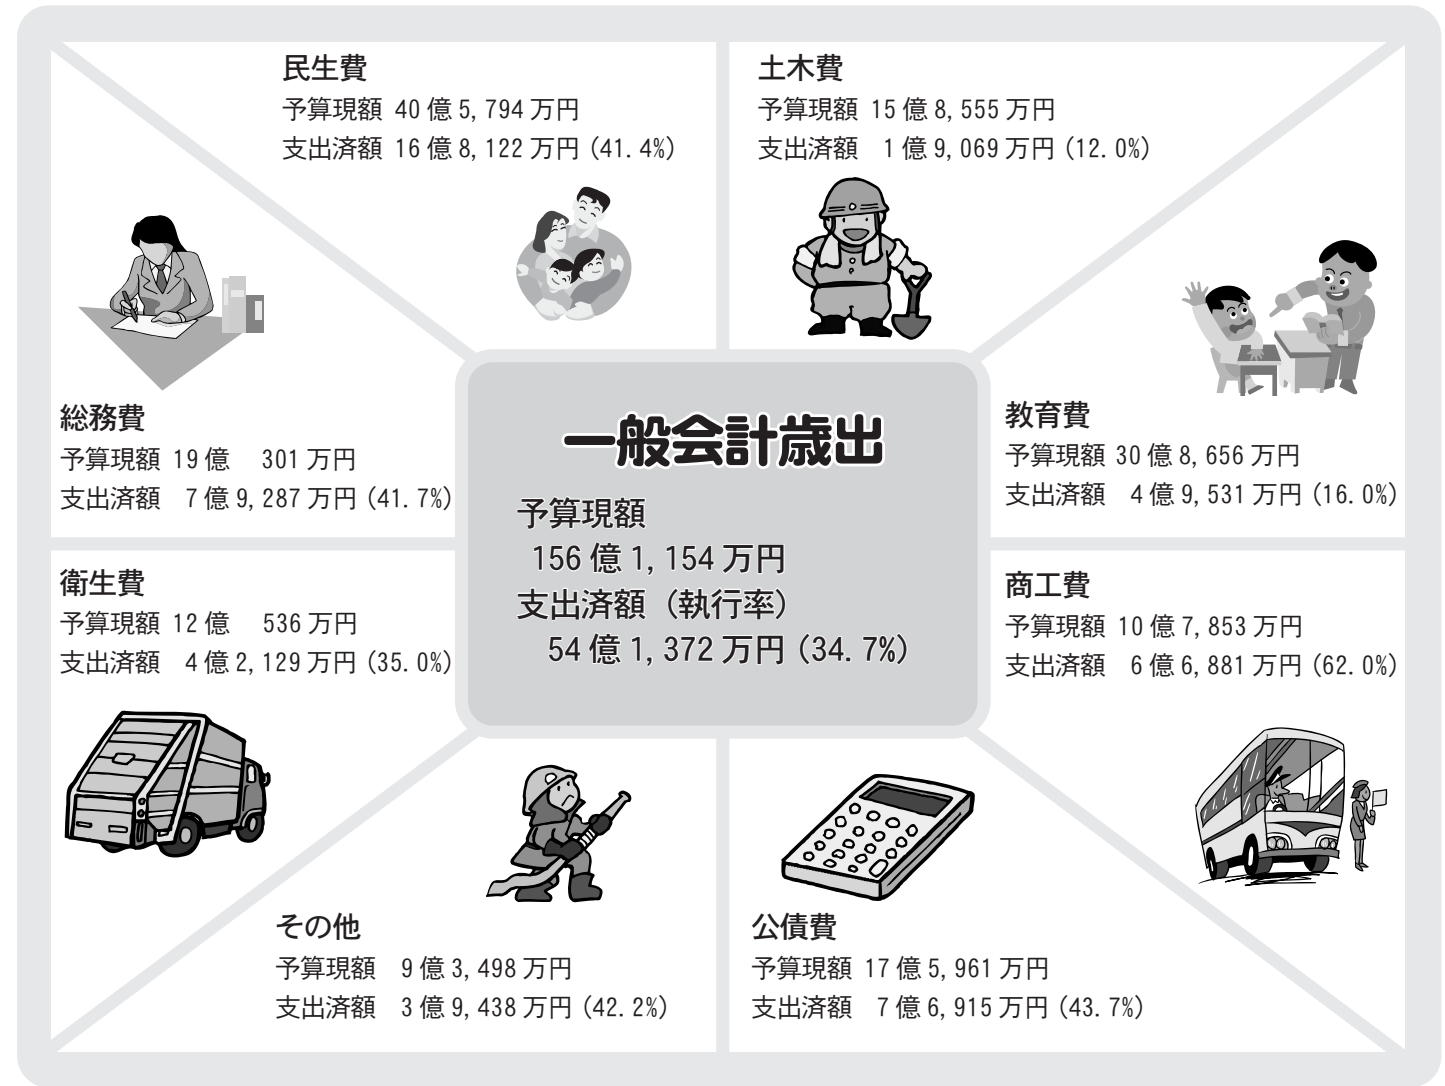 民生費
予算現額 40億5,794万円
支出済額 16億8,122万円(41.4%)
土木費
予算現額 15億8,555万円
支出済額 1億9,069万円(12.0%)
総務費
予算現額 19億 301万円
支出済額 7億9,287万円(41.7%)
教育費
予算現額 30億8,656万円
支出済額 4億9,531万円(16.0%)
一般会計歳出
予算現額
156億1,154万円
支出済額(執行率)
54億1,372万円(34.7%)
衛生費
予算現額 12億 536万円
支出済額 4億2,129万円(35.0%)
商工費
予算現額 10億7,853万円
支出済額 6億6,881万円(62.0%)
その他
予算現額 9億3,498万円
支出済額 3億9,438万円(42.2%)
公債費
予算現額 17億5,961万円
支出済額 7億6,915万円(43.7%)